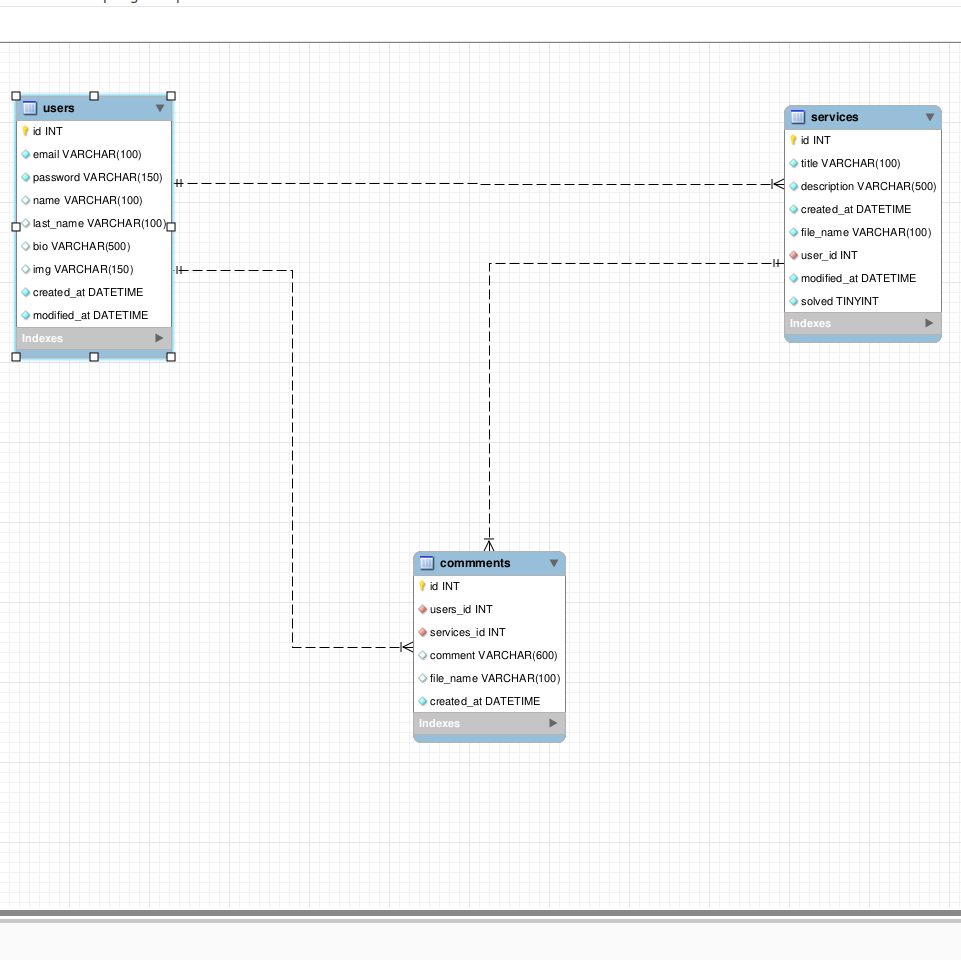 users
id INT
email VARCHAR(100)
password VARCHAR(150)
name VARCHAR(100)
last_name VARCHAR(100)
bio VARCHAR(500)
img VARCHAR(150)
created_at DATETIME
modified_at DATETIME
Indexes
services
id INT
title VARCHAR(100)
description VARCHAR(500)
created_at DATETIME
file_name VARCHAR(100)
user_id INT
modified_at DATETIME
solved TINYINT
Indexes
commments
id INT
users_id INT
services_id INT
comment VARCHAR(600)
file_name VARCHAR(100)
created_at DATETIME
Indexes